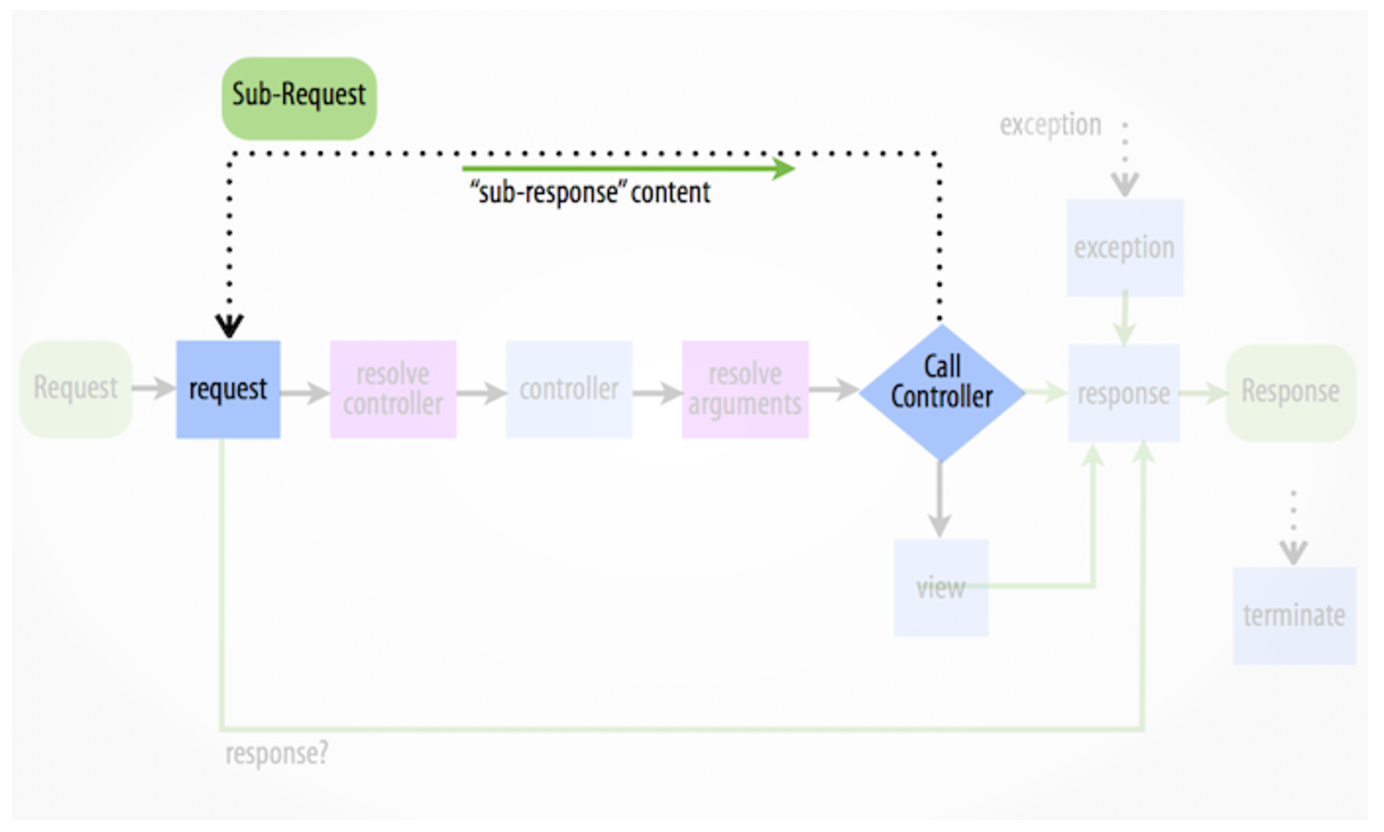 Sub-Request
exception
“sub-response” content
exception
Request
request
resolve
controller
controller
resolve
arguments
Call
Controller
response
Response
view
terminate
response?